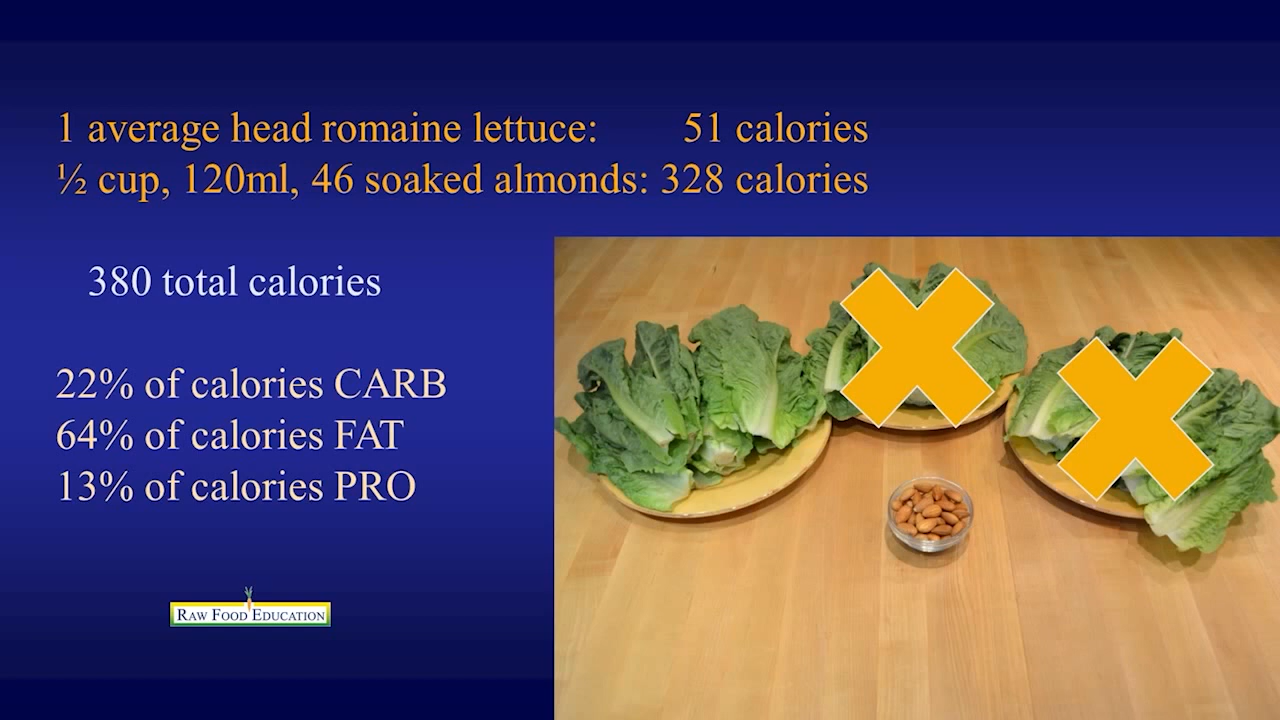 1 average head romaine lettuce: 51 calories
½ cup, 120ml, 46 soaked almonds: 328 calories
380 total calories
22% of calories CARB
64% of calories FAT
13% of calories PRO
RAW FOOD EDUCATION